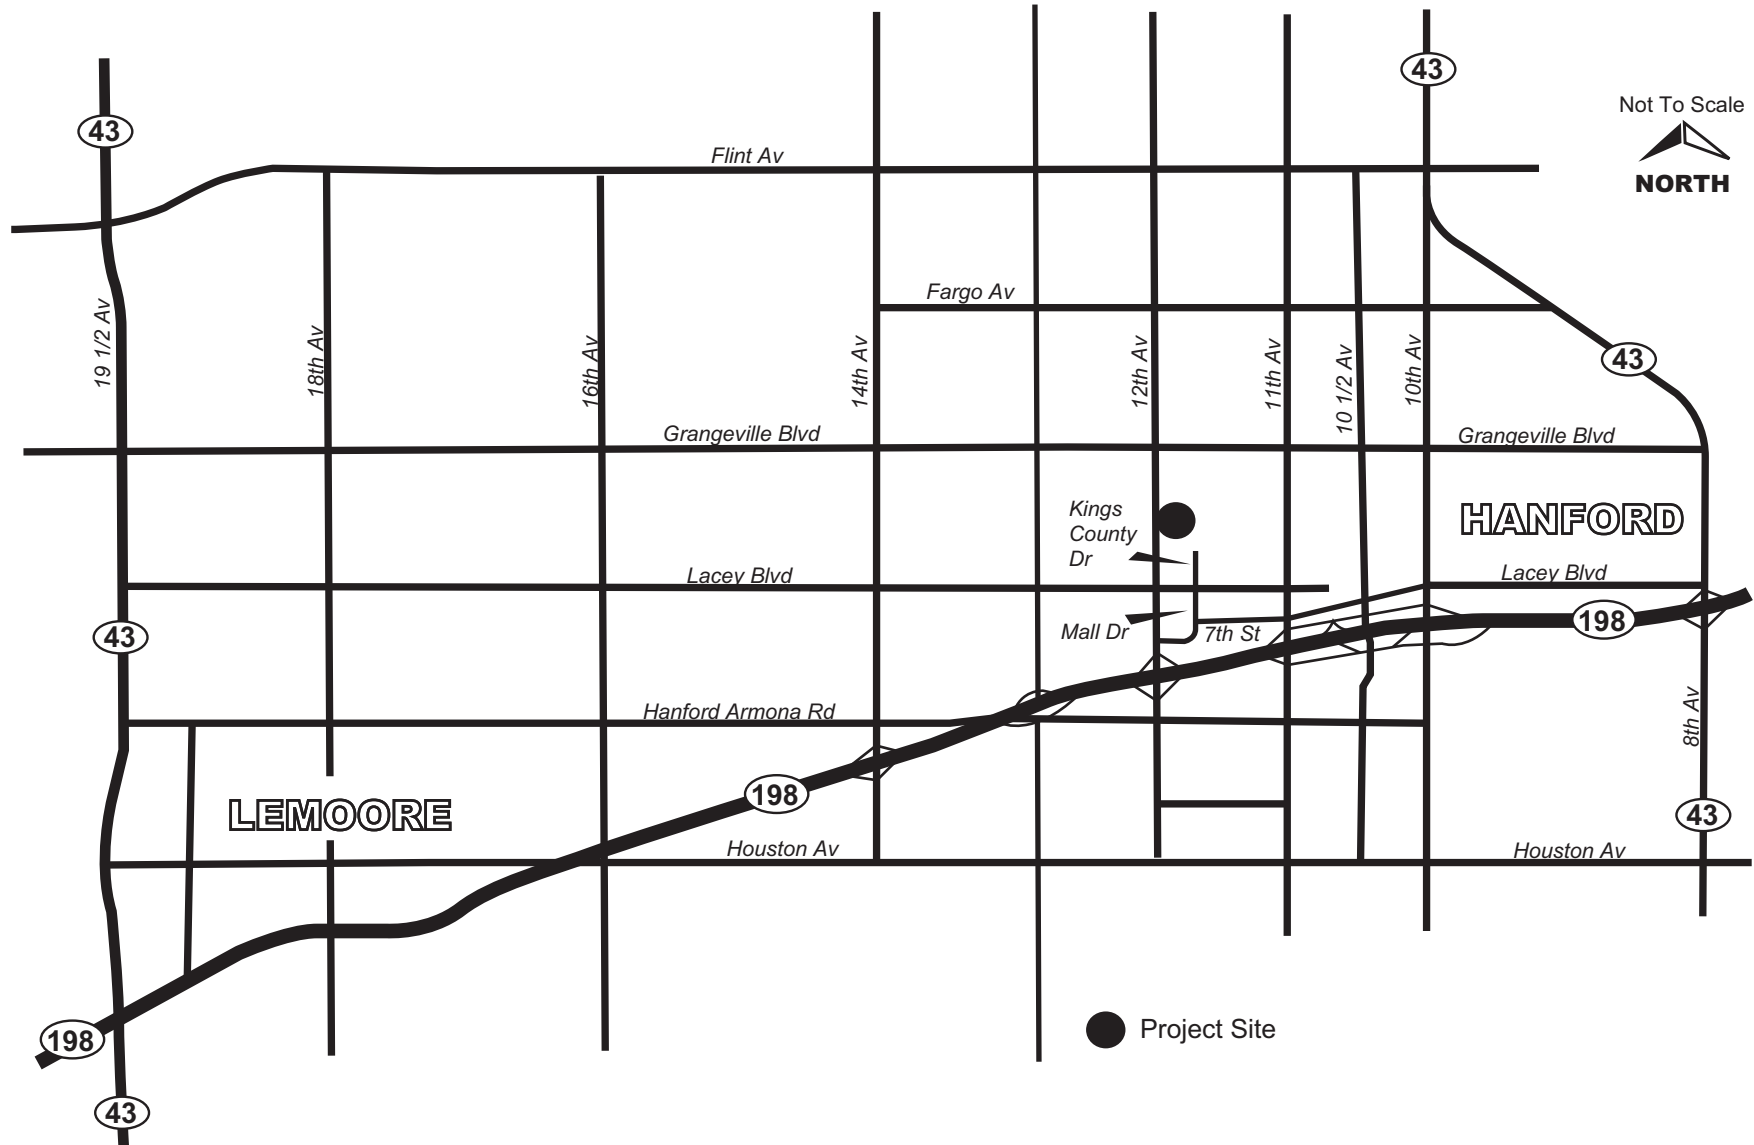 43
Not To Scale
43
Flint Av
NORTH
Fargo Av
19 1/2 Av
18th Av
16th Av
14th Av
12th Av
11th Av
10 1/2 Av
10th Av
43
Grangeville Blvd
Grangeville Blvd
Kings
County
Dr
HANFORD
Lacey Blvd
Lacey Blvd
43
Mall Dr
7th St
198
Hanford Armona Rd
8th Av
198
LEMOORE
43
Houston Av
Houston Av
198
Project Site
43